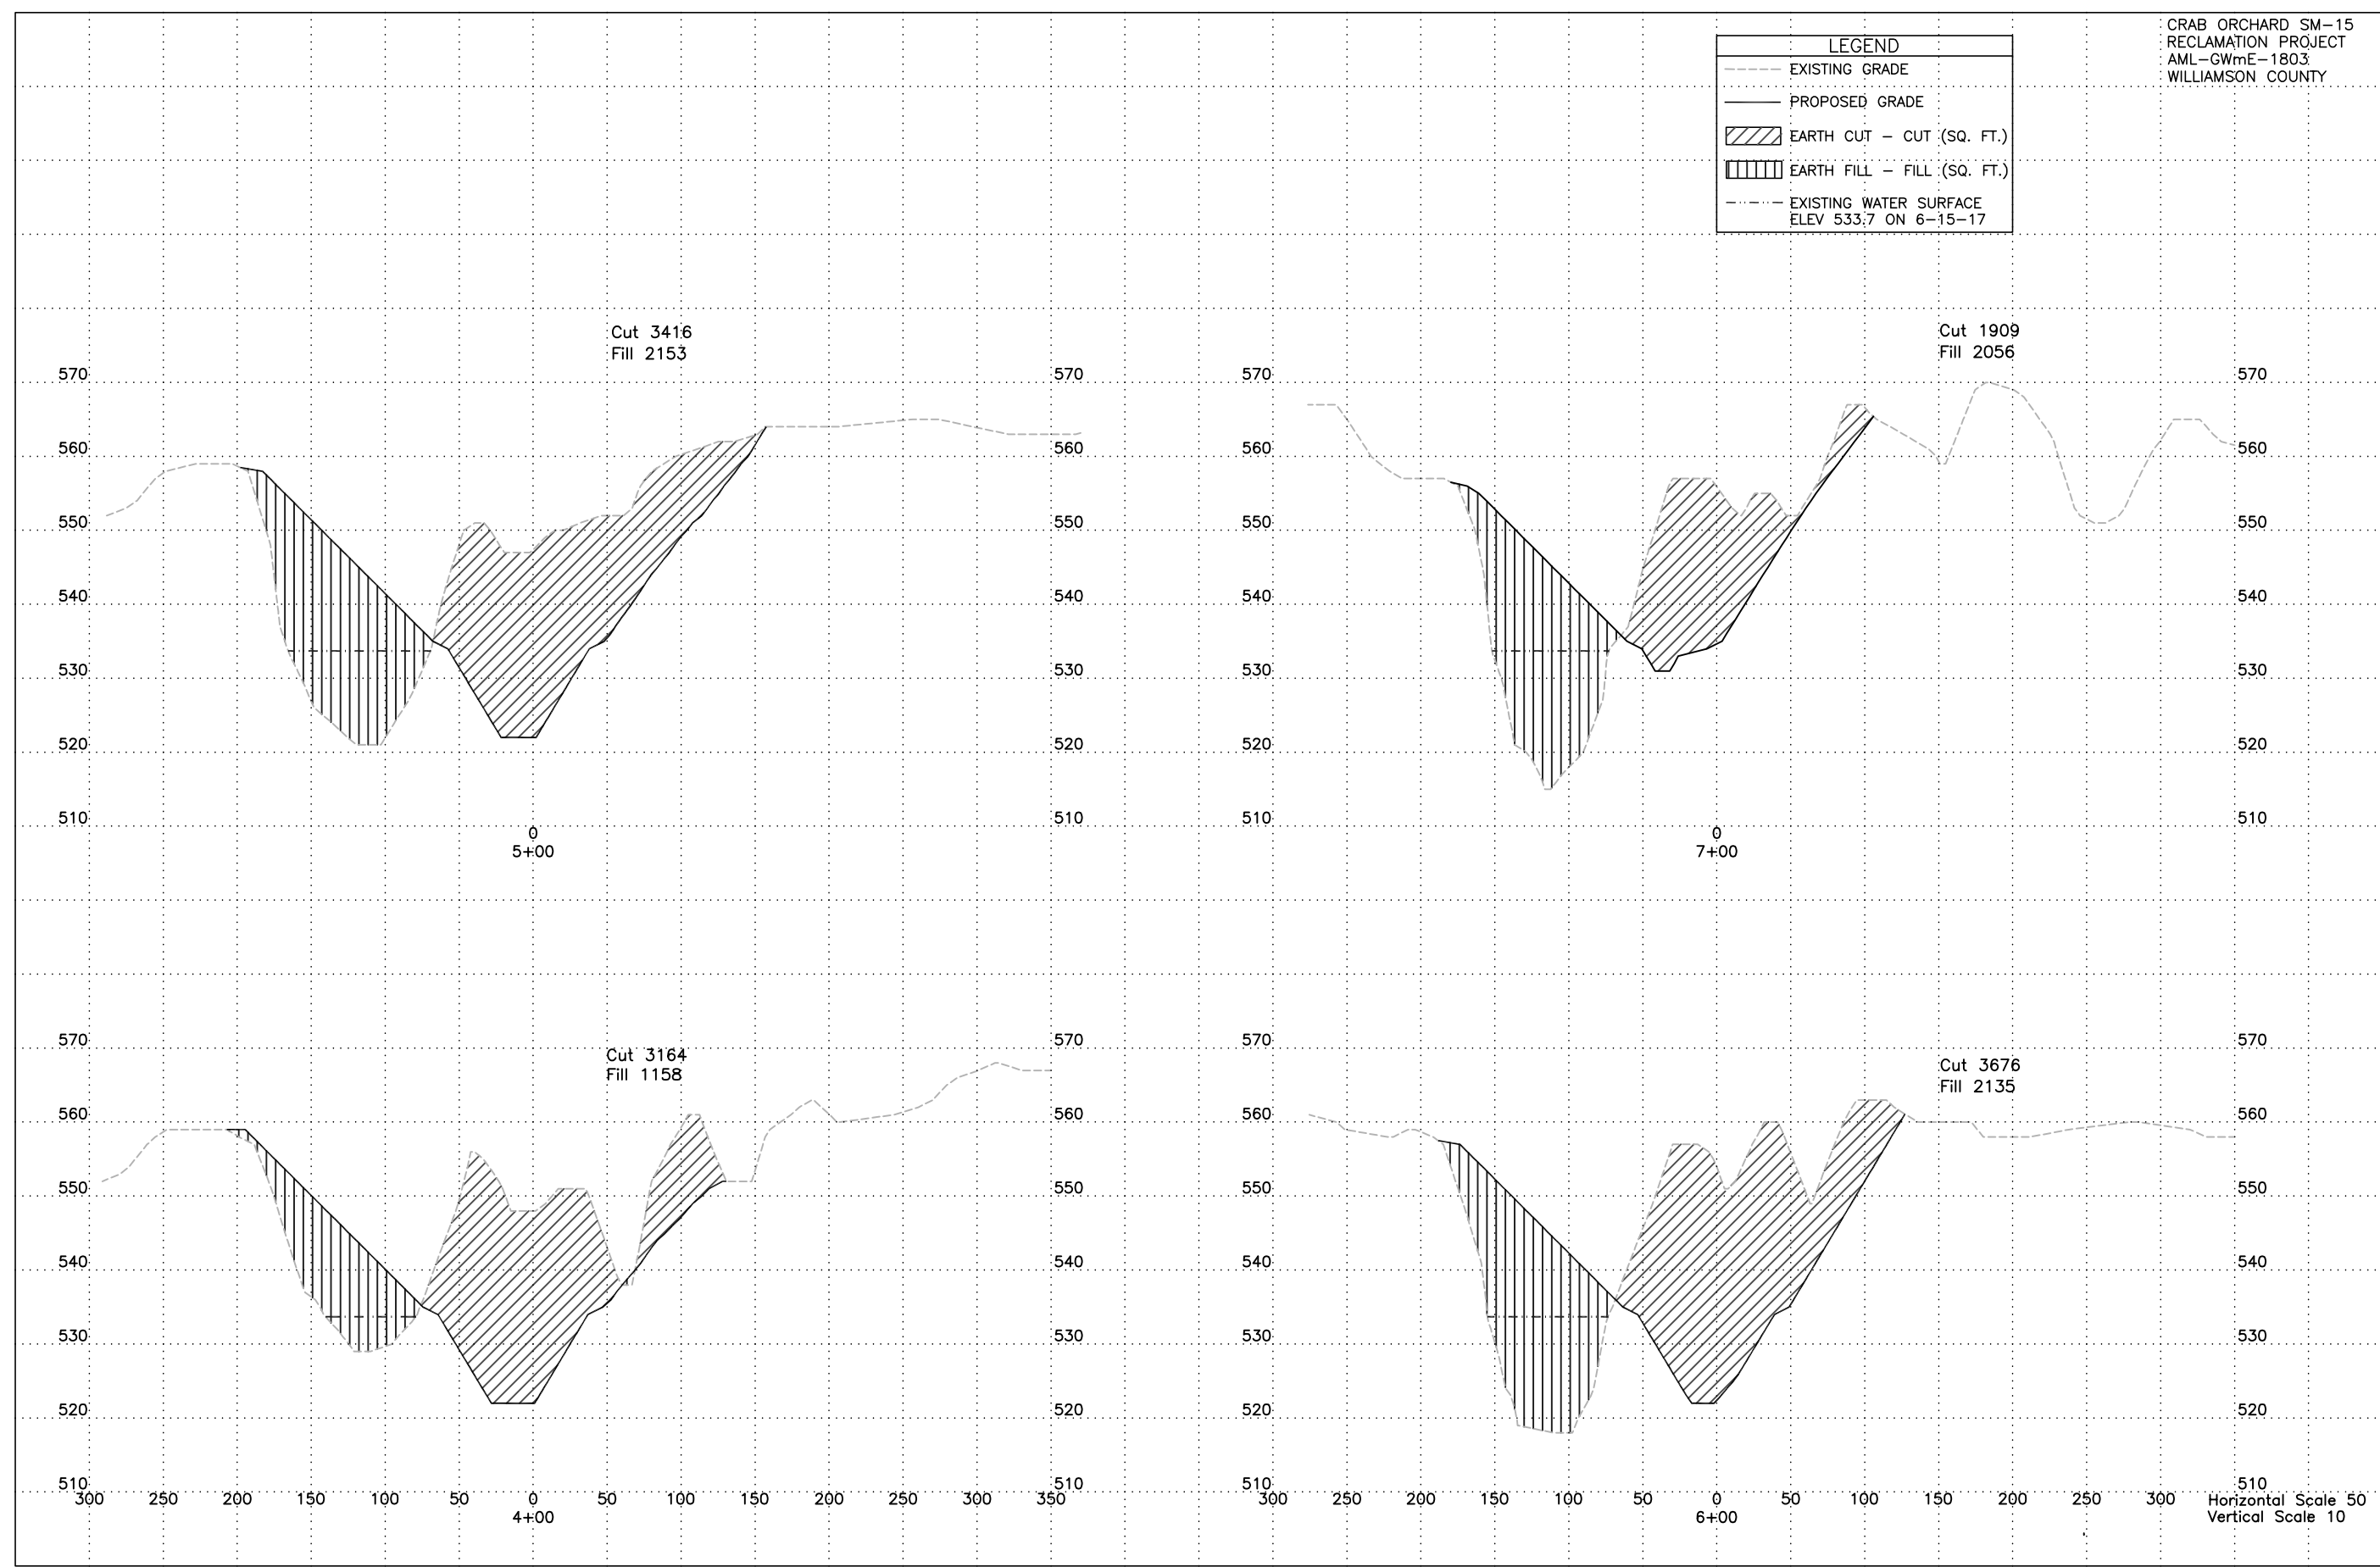 CRAB ORCHARD SM-15
RECLAMATION PROJECT
AML-GWmE-1803
WILLIAMSON COUNTY
LEGEND
EXISTING GRADE
PROPOSED GRADE
EARTH CUT - CUT (SQ. FT.)
EARTH FILL - FILL (SQ. FT.)
EXISTING WATER SURFACE
ELEV 533.7 ON 6-15-17
Cut 3416
Fill 2153
570 570
560 560
550 550
540 540
530 530
520 520
510 510
0
5+00
Cut 1909
Fill 2056
570 570
560 560
550 550
540 540
530 530
520 520
510 510
0
7+00
Cut 3164
Fill 1158
570 570
560 560
550 550
540 540
530 530
520 520
510 510
300 250 200 150 100 50 0 50 100 150 200 250 300 350
4+00
Cut 3676
Fill 2135
570 570
560 560
550 550
540 540
530 530
520 520
510 510
300 250 200 150 100 50 0 50 100 150 200 250 300
6+00
Horizontal Scale 50
Vertical Scale 10